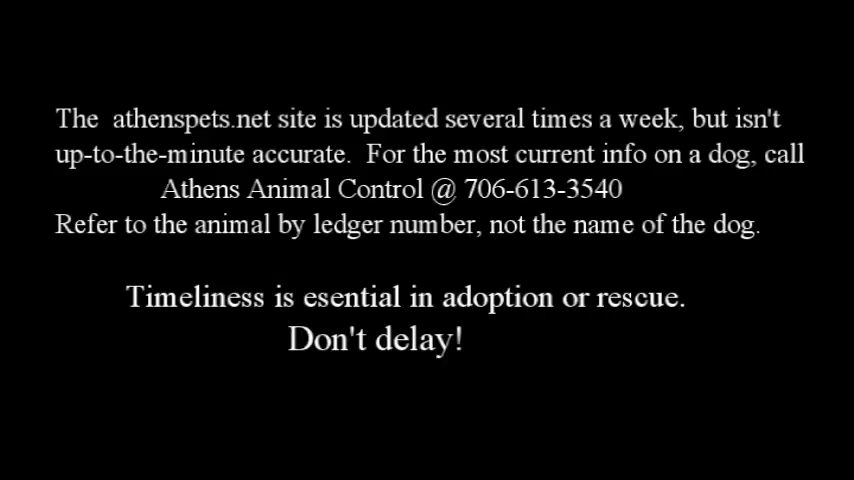 The  athenspets.net site is updated several times a week, but isn't
up-to-the-minute accurate.  For the most current info on a dog, call
Athens Animal Control @ 706-613-3540
Refer to the animal by ledger number, not the name of the dog.
Timeliness is esential in adoption or rescue.
Don't delay!